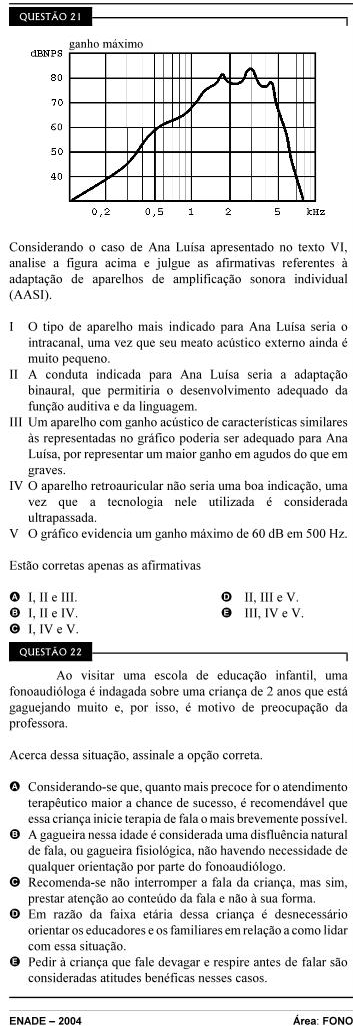 QUESTÃO 21
dBNPS
ganho máximo
80
70
60
50
40
0,2 0,5 1 2 5 kHz
Considerando o caso de Ana Luísa apresentado no texto VI,
analise a figura acima e julgue as afirmativas referentes à
adaptação de aparelhos de amplificação sonora individual
(AASI).
I O tipo de aparelho mais indicado para Ana Luísa seria o
intracanal, uma vez que seu meato acústico externo ainda é
muito pequeno.
II A conduta indicada para Ana Luísa seria a adaptação
binaural, que permitiria o desenvolvimento adequado da
função auditiva e da linguagem.
III Um aparelho com ganho acústico de características similares
às representadas no gráfico poderia ser adequado para Ana
Luísa, por representar um maior ganho em agudos do que em
graves.
IV O aparelho retroauricular não seria uma boa indicação, uma
vez que a tecnologia nele utilizada é considerada
ultrapassada.
V O gráfico evidencia um ganho máximo de 60 dB em 500 Hz.
Estão corretas apenas as afirmativas
A I, II e III.
B I, II e IV.
C I, IV e V.
D II, III e V.
E III, IV e V.
QUESTÃO 22
Ao visitar uma escola de educação infantil, uma
fonoaudióloga é indagada sobre uma criança de 2 anos que está
gaguejando muito e, por isso, é motivo de preocupação da
professora.
Acerca dessa situação, assinale a opção correta.
A Considerando-se que, quanto mais precoce for o atendimento
terapêutico maior a chance de sucesso, é recomendável que
essa criança inicie terapia de fala o mais brevemente possível.
B A gagueira nessa idade é considerada uma disfluência natural
de fala, ou gagueira fisiológica, não havendo necessidade de
qualquer orientação por parte do fonoaudiólogo.
C Recomenda-se não interromper a fala da criança, mas sim,
prestar atenção ao conteúdo da fala e não à sua forma.
D Em razão da faixa etária dessa criança é desnecessário
orientar os educadores e os familiares em relação a como lidar
com essa situação.
E Pedir à criança que fale devagar e respire antes de falar são
consideradas atitudes benéficas nesses casos.
ENADE – 2004 Área: FONO